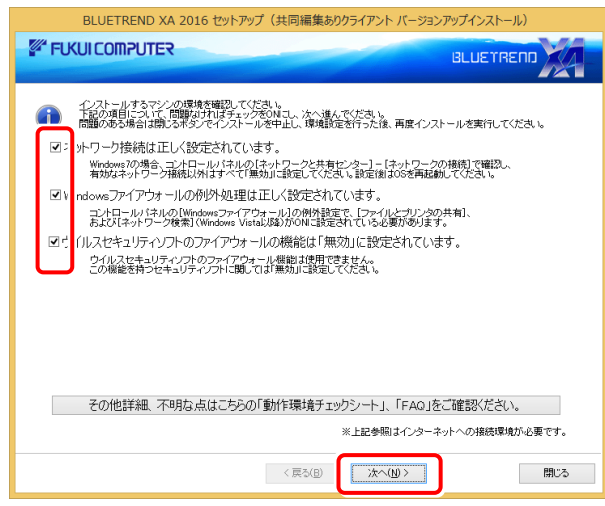 BLUETREND XA 2016 セットアップ（共同編集ありクライアント バージョンアップインストール）
FUKUI COMPUTER
BLUETREND XA
インストールするマシンの環境を確認してください。
下記の項目について、問題なければチェックをONにし、次へ進んでください。
問題のある場合は閉じるボタンでインストールを中止し、環境設定を行った後、再度インストールを実行してください。
ネットワーク接続は正しく設定されています。
Windows7の場合、コントロールパネルの[ネットワークと共有センター] - [ネットワークの接続]で確認し、
有効なネットワーク接続以外はすべて「無効」に設定してください。設定後はOSを再起動してください。
Windowsファイアウォールの例外処理は正しく設定されています。
コントロールパネルの[Windowsファイアウォール]の例外設定で、[ファイルとプリンタの共有]、
および[ネットワーク検索](Windows Vista以降)がONに設定されている必要があります。
ウイルスセキュリティソフトのファイアウォールの機能は「無効」に設定されています。
ウイルスセキュリティソフトのファイアウォール機能は使用できません。
この機能を持つセキュリティソフトに関しては「無効」に設定してください。
その他詳細、不明な点はこちらの「動作環境チェックシート」、「FAQ」をご確認ください。
※上記参照はインターネットへの接続環境が必要です。
< 戻る(B)
次へ(N) >
閉じる